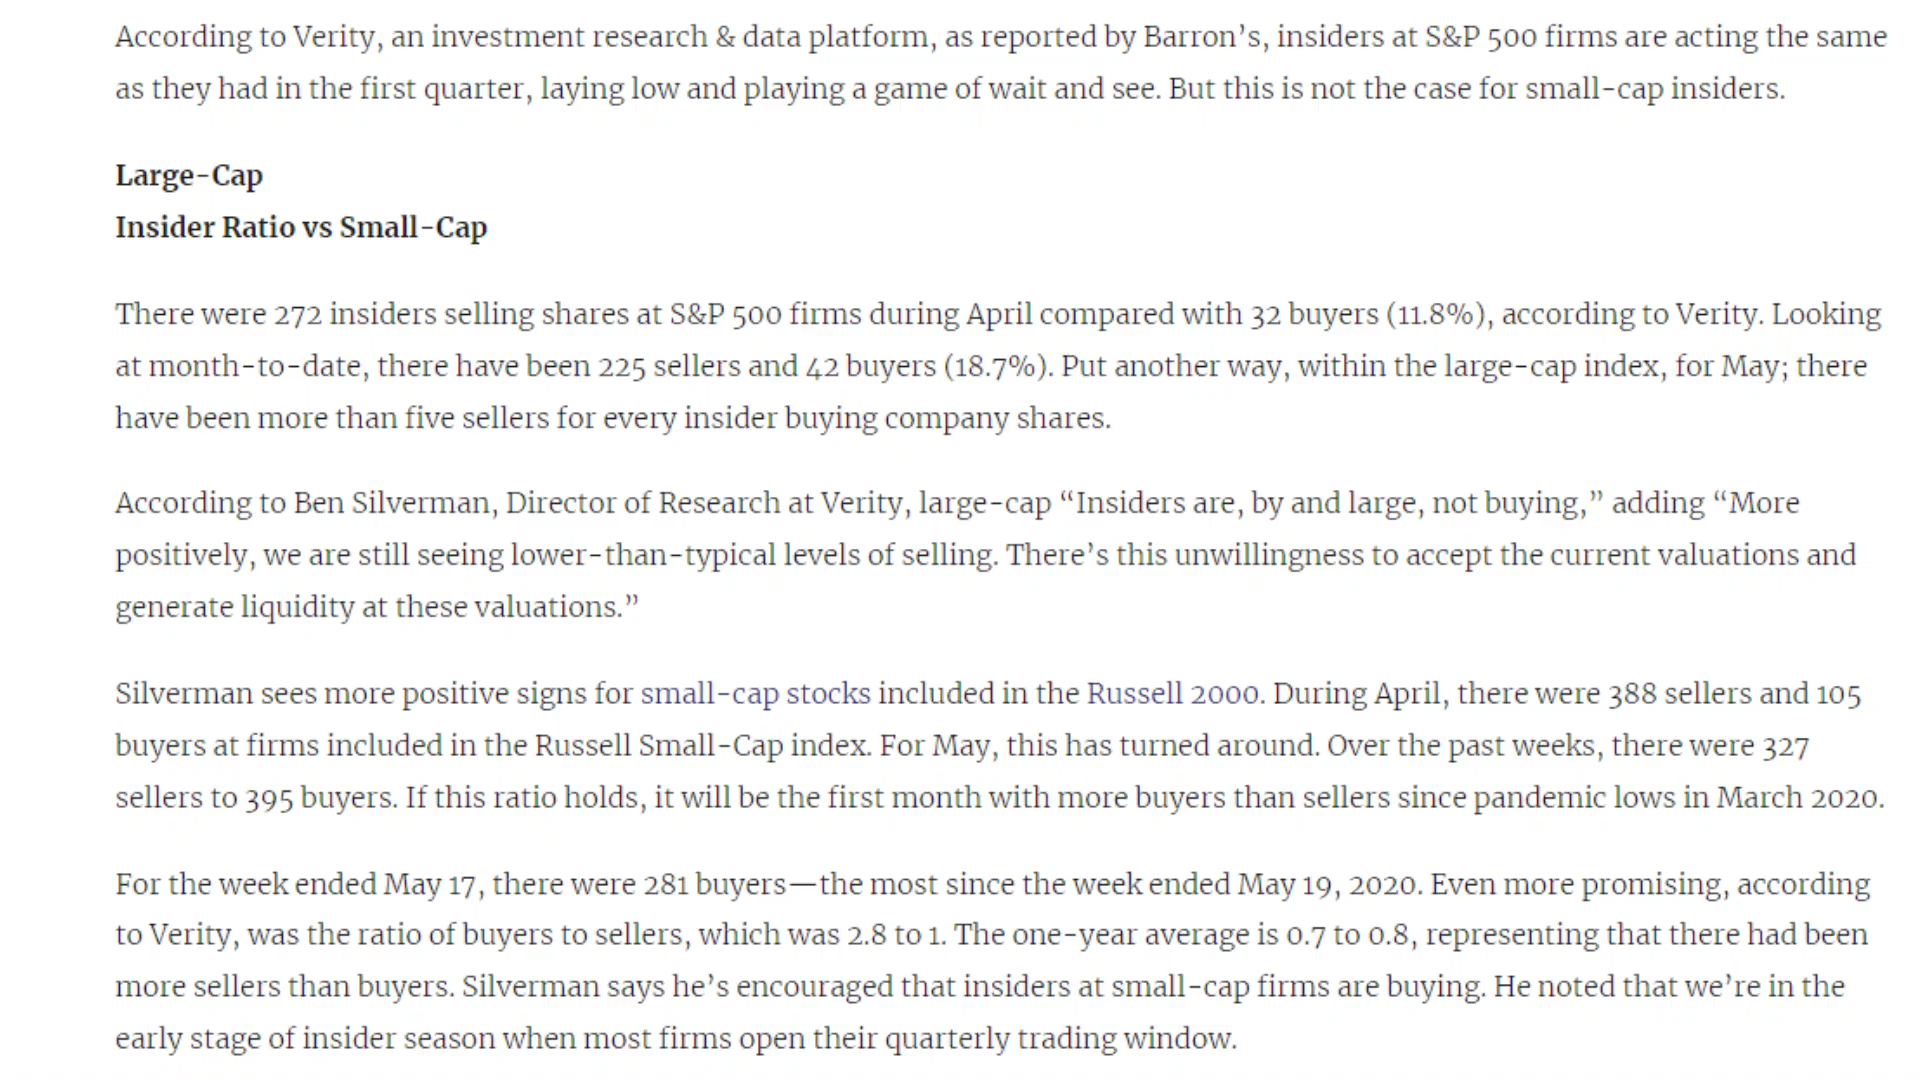 According to Verity, an investment research & data platform, as reported by Barron’s, insiders at S&P 500 firms are acting the same
as they had in the first quarter, laying low and playing a game of wait and see. But this is not the case for small-cap insiders.
Large-Cap
Insider Ratio vs Small-Cap
There were 272 insiders selling shares at S&P 500 firms during April compared with 32 buyers (11.8%), according to Verity. Looking
at month-to-date, there have been 225 sellers and 42 buyers (18.7%). Put another way, within the large-cap index, for May; there
have been more than five sellers for every insider buying company shares.
According to Ben Silverman, Director of Research at Verity, large-cap “Insiders are, by and large, not buying,” adding “More
positively, we are still seeing lower-than-typical levels of selling. There’s this unwillingness to accept the current valuations and
generate liquidity at these valuations.”
Silverman sees more positive signs for small-cap stocks included in the Russell 2000. During April, there were 388 sellers and 105
buyers at firms included in the Russell Small-Cap index. For May, this has turned around. Over the past weeks, there were 327
sellers to 395 buyers. If this ratio holds, it will be the first month with more buyers than sellers since pandemic lows in March 2020.
For the week ended May 17, there were 281 buyers—the most since the week ended May 19, 2020. Even more promising, according
to Verity, was the ratio of buyers to sellers, which was 2.8 to 1. The one-year average is 0.7 to 0.8, representing that there had been
more sellers than buyers. Silverman says he’s encouraged that insiders at small-cap firms are buying. He noted that we’re in the
early stage of insider season when most firms open their quarterly trading window.